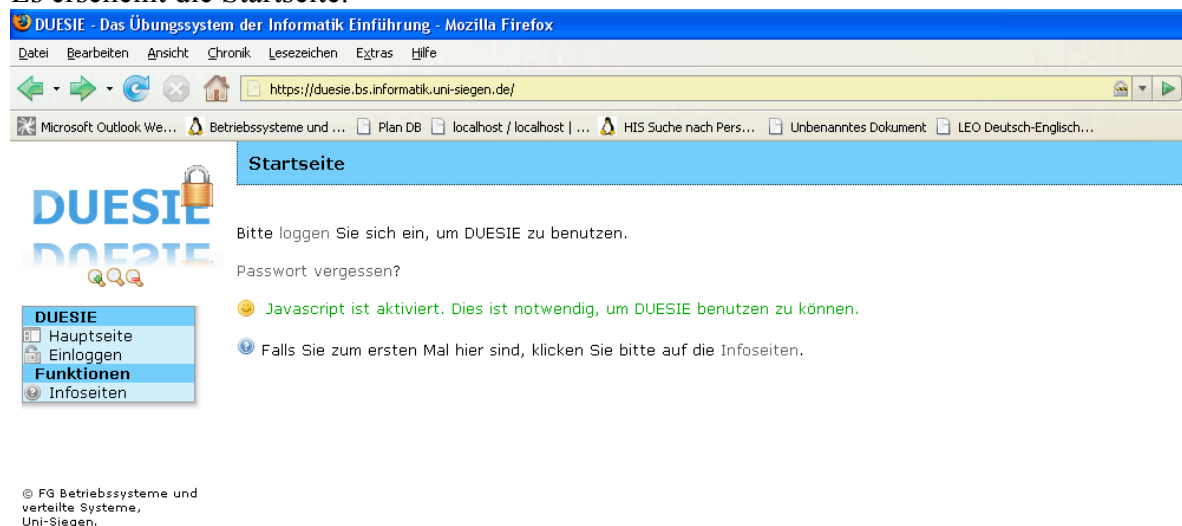 Es erscheint die Startseite:
DUESIE - Das Übungssystem der Informatik Einführung - Mozilla Firefox
Datei Bearbeiten Ansicht Chronik Lesezeichen Extras Hilfe
https://duesie.bs.informatik.uni-siegen.de/
Microsoft Outlook We... Betriebssysteme und ... Plan DB localhost / localhost | ... HIS Suche nach Pers... Unbenanntes Dokument LEO Deutsch-Englisch...
Startseite
DUESIE
Bitte loggen Sie sich ein, um DUESIE zu benutzen.
Passwort vergessen?
Javascript ist aktiviert. Dies ist notwendig, um DUESIE benutzen zu können.
Falls Sie zum ersten Mal hier sind, klicken Sie bitte auf die Infoseiten.
DUESIE
Hauptseite
Einloggen
Funktionen
Infoseiten
© FG Betriebssysteme und
verteilte Systeme,
Uni-Siegen.